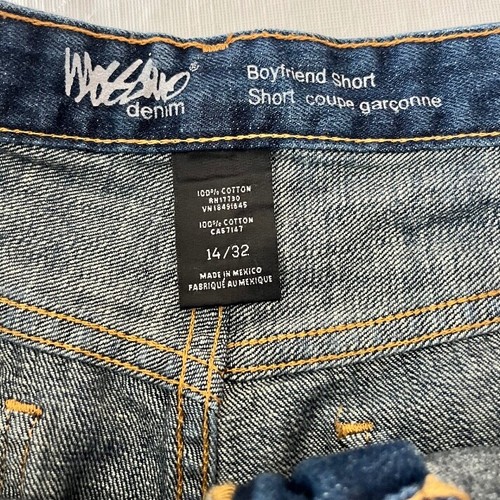 Mossimo®
denim
Boyfriend Short
Short coupe garçonne
100% COTTON
RN17730
VN16491645
100% COTTON
CA57147
14/32
MADE IN MEXICO
FABRIQUÉ AU MEXIQUE